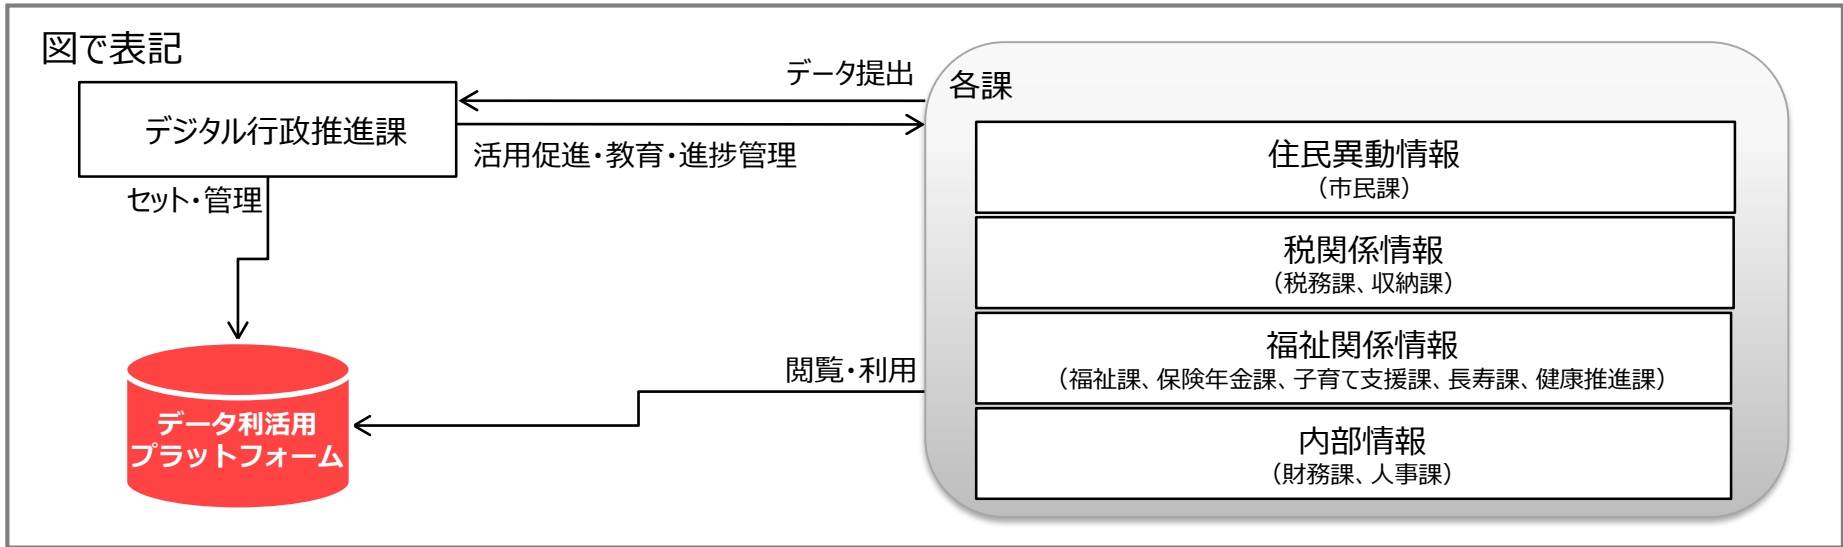 図で表記
デジタル行政推進課
データ提出
活用促進・教育・進捗管理
セット・管理
データ利活用
プラットフォーム
閲覧・利用
各課
住民異動情報
（市民課）
税関係情報
（税務課、収納課）
福祉関係情報
（福祉課、保険年金課、子育て支援課、長寿課、健康推進課）
内部情報
（財務課、人事課）